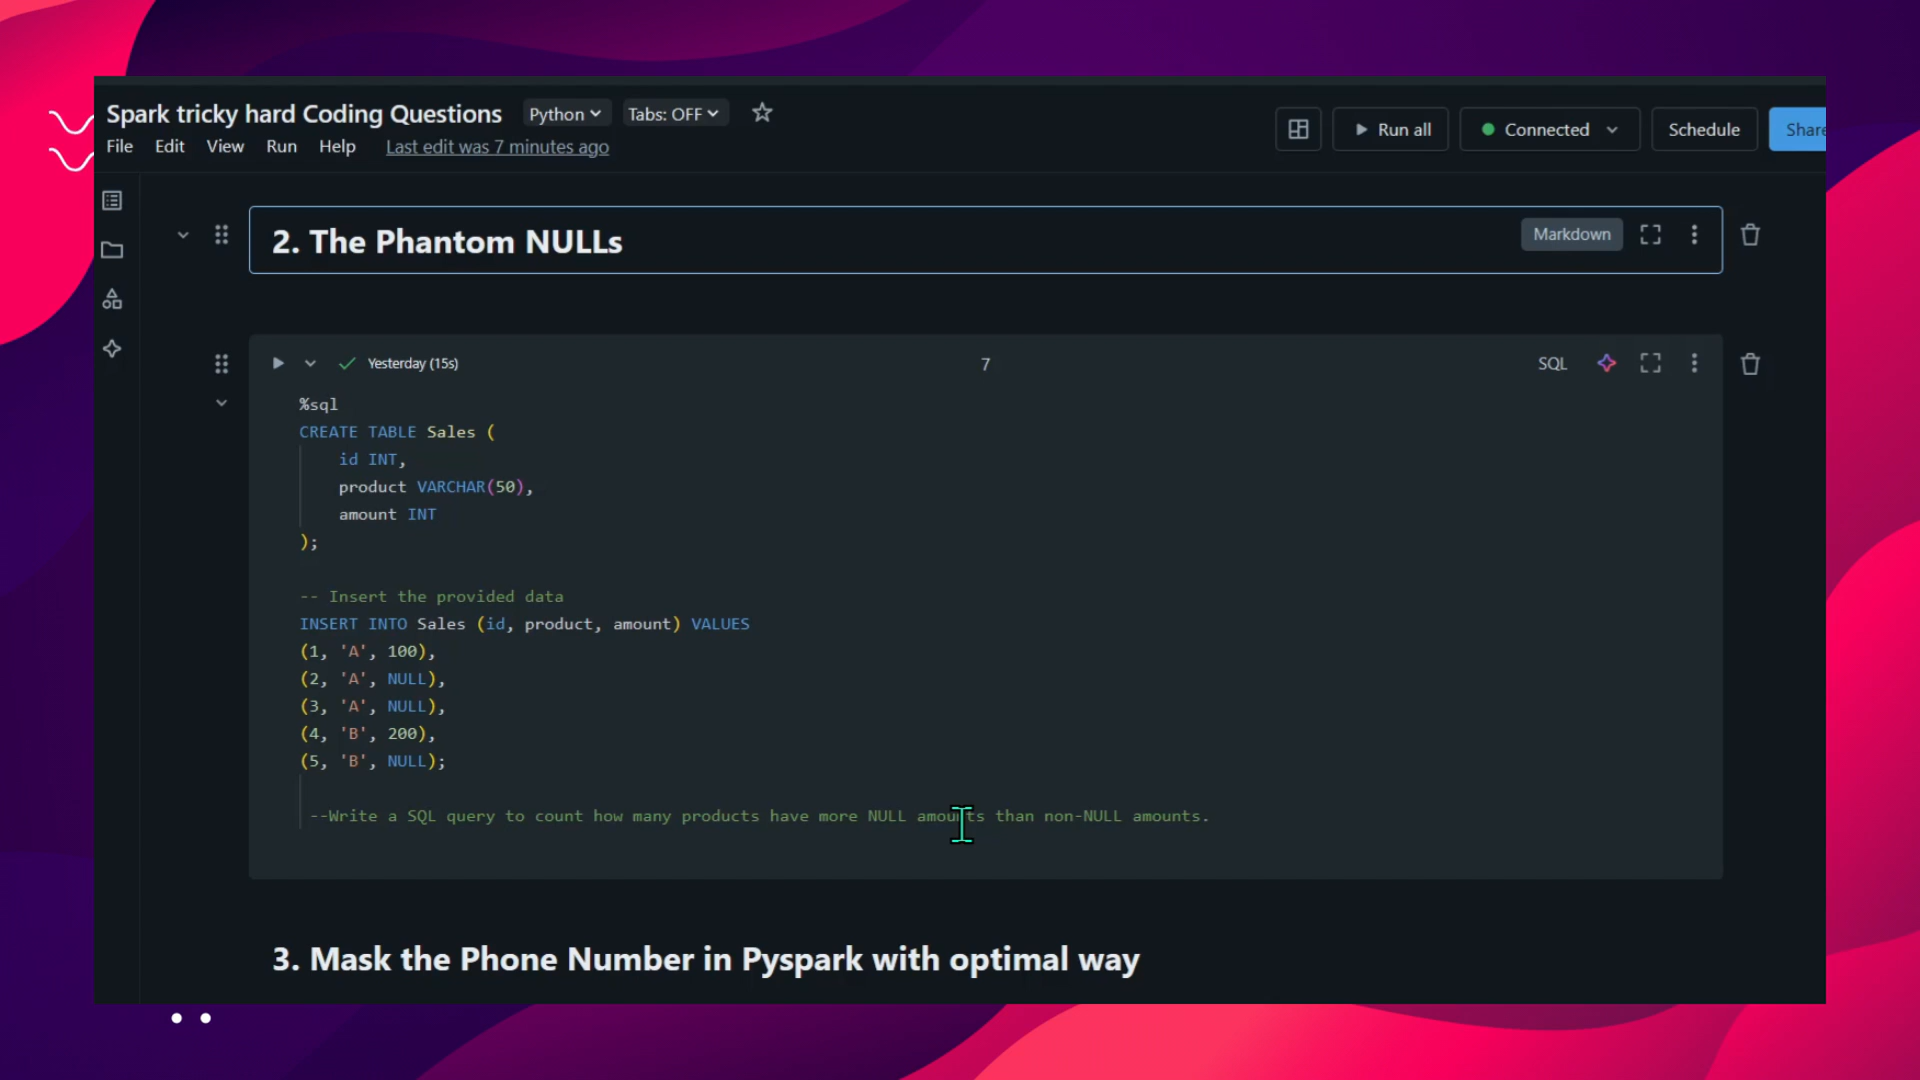 Spark tricky hard Coding Questions
Python
Tabs: OFF
File Edit View Run Help Last edit was 7 minutes ago
Run all
Connected
Schedule
Share
2. The Phantom NULLs
Markdown
Yesterday (15s)
7
SQL
%sql
CREATE TABLE Sales (
id INT,
product VARCHAR(50),
amount INT
);
-- Insert the provided data
INSERT INTO Sales (id, product, amount) VALUES
(1, 'A', 100),
(2, 'A', NULL),
(3, 'A', NULL),
(4, 'B', 200),
(5, 'B', NULL);
--Write a SQL query to count how many products have more NULL amounts than non-NULL amounts.
3. Mask the Phone Number in Pyspark with optimal way